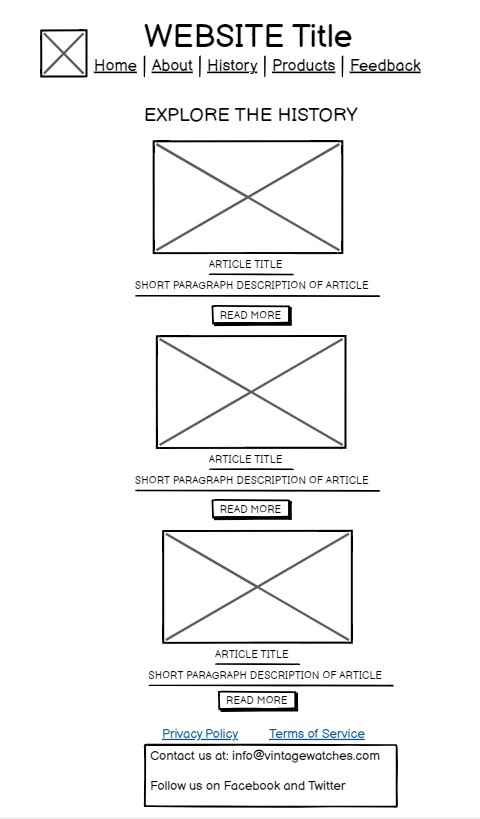 WEBSITE Title
Home | About | History | Products | Feedback
EXPLORE THE HISTORY
ARTICLE TITLE
SHORT PARAGRAPH DESCRIPTION OF ARTICLE
READ MORE
ARTICLE TITLE
SHORT PARAGRAPH DESCRIPTION OF ARTICLE
READ MORE
ARTICLE TITLE
SHORT PARAGRAPH DESCRIPTION OF ARTICLE
READ MORE
Privacy Policy Terms of Service
Contact us at: info@vintagewatches.com
Follow us on Facebook and Twitter